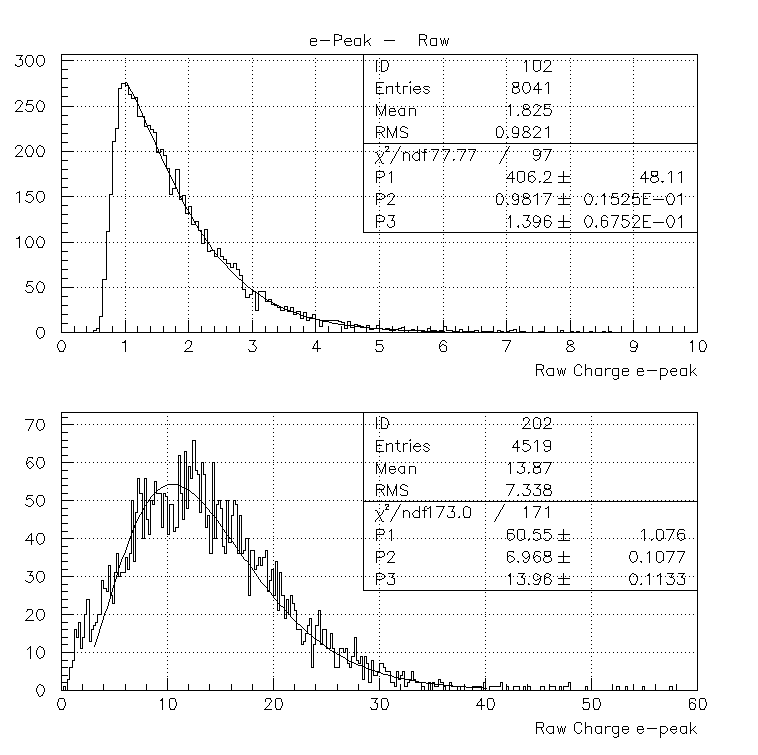 e-Peak - Raw
300
250
200
150
100
50
0
ID 102
Entries 8041
Mean 1.825
RMS 0.9821
χ²/ndf 77.77 / 97
P1 406.2 ± 48.11
P2 0.9817 ± 0.1525E-01
P3 1.396 ± 0.6752E-01
0 1 2 3 4 5 6 7 8 9 10
Raw Charge e-peak
70
60
50
40
30
20
10
0
ID 202
Entries 4519
Mean 13.87
RMS 7.338
χ²/ndf173.0 / 171
P1 60.55 ± 1.076
P2 6.968 ± 0.1077
P3 13.96 ± 0.1133
0 10 20 30 40 50 60
Raw Charge e-peak